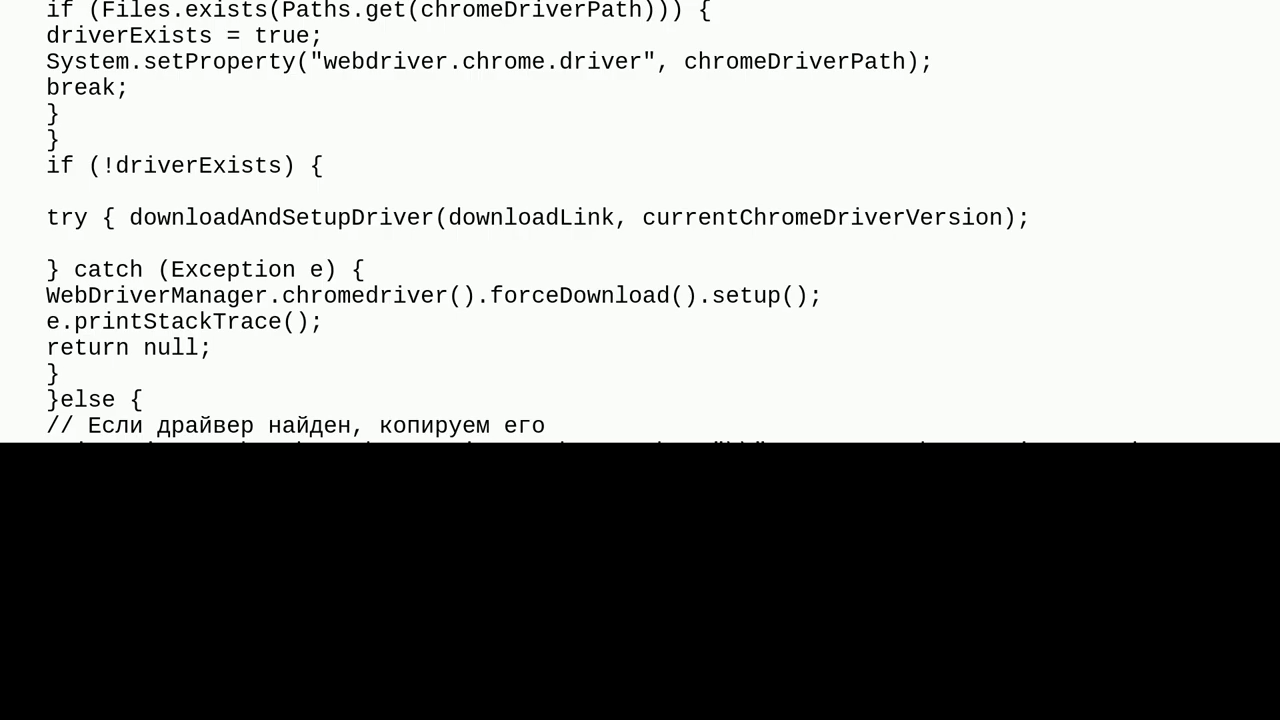 if (Files.exists(Paths.get(chromeDriverPath))) {
driverExists = true;
System.setProperty("webdriver.chrome.driver", chromeDriverPath);
break;
}
}
if (!driverExists) {
try { downloadAndSetupDriver(downloadLink, currentChromeDriverVersion);
} catch (Exception e) {
WebDriverManager.chromedriver().forceDownload().setup();
e.printStackTrace();
return null;
}
}else {
// Если драйвер найден, копируем его